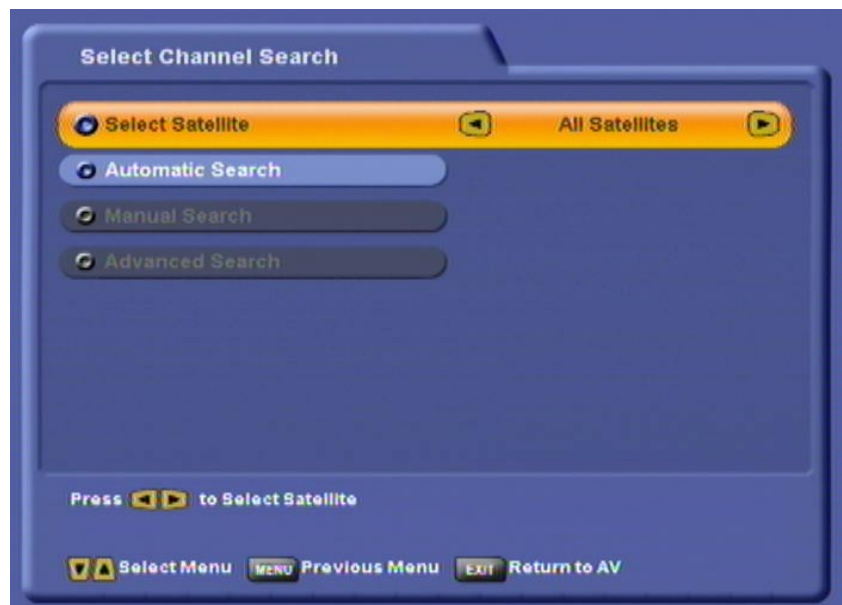 Select Channel Search
Select Satellite All Satellites
Automatic Search
Manual Search
Advanced Search
Press to Select Satellite
Select Menu MENU Previous Menu EXIT Return to AV